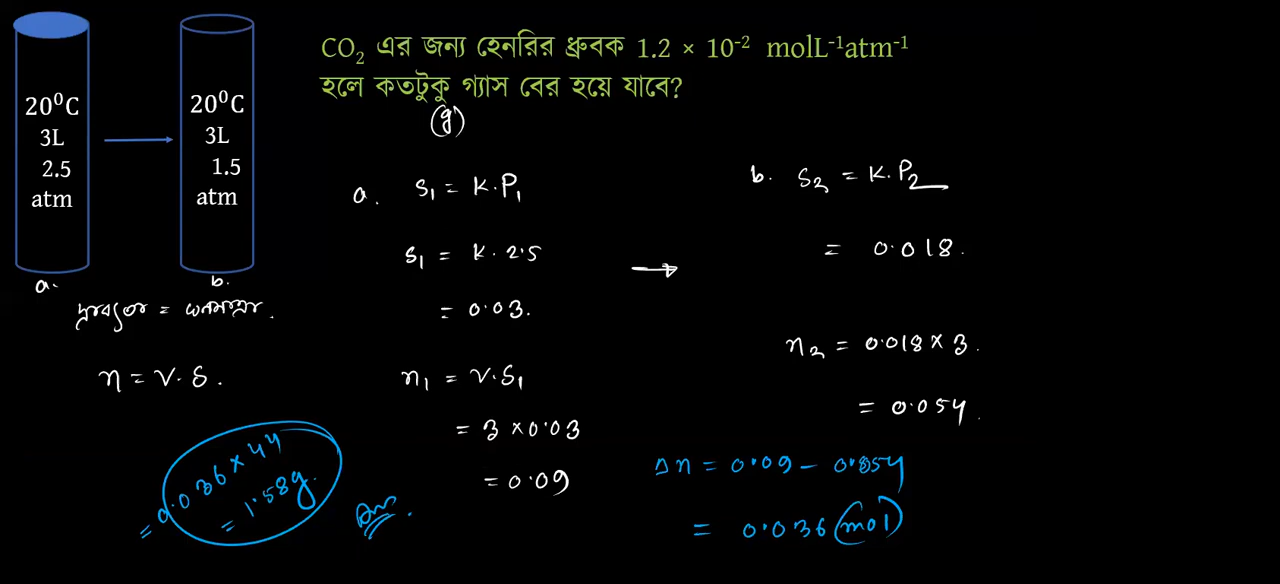 CO₂ এর জন্য হেনরির ধ্রুবক 1.2 × 10⁻² molL⁻¹atm⁻¹
হলে কতটুকু গ্যাস বের হয়ে যাবে?
(g)
20⁰C
3L
2.5
atm
a.
20⁰C
3L
1.5
atm
b.
দ্রাব্যতা = ঘনমাত্রা.
n = V.S.
a. S₁ = K.P₁
S₁ = K. 2.5
= 0.03.
n₁ = V.S₁
= 3 × 0.03
= 0.09
b. S₂ = K.P₂
= 0.018.
n₂ = 0.018 × 3.
= 0.054.
Δn = 0.09 - 0.054
= 0.036 (mol)
= 0.036 × 44
= 1.58g.
Ans.